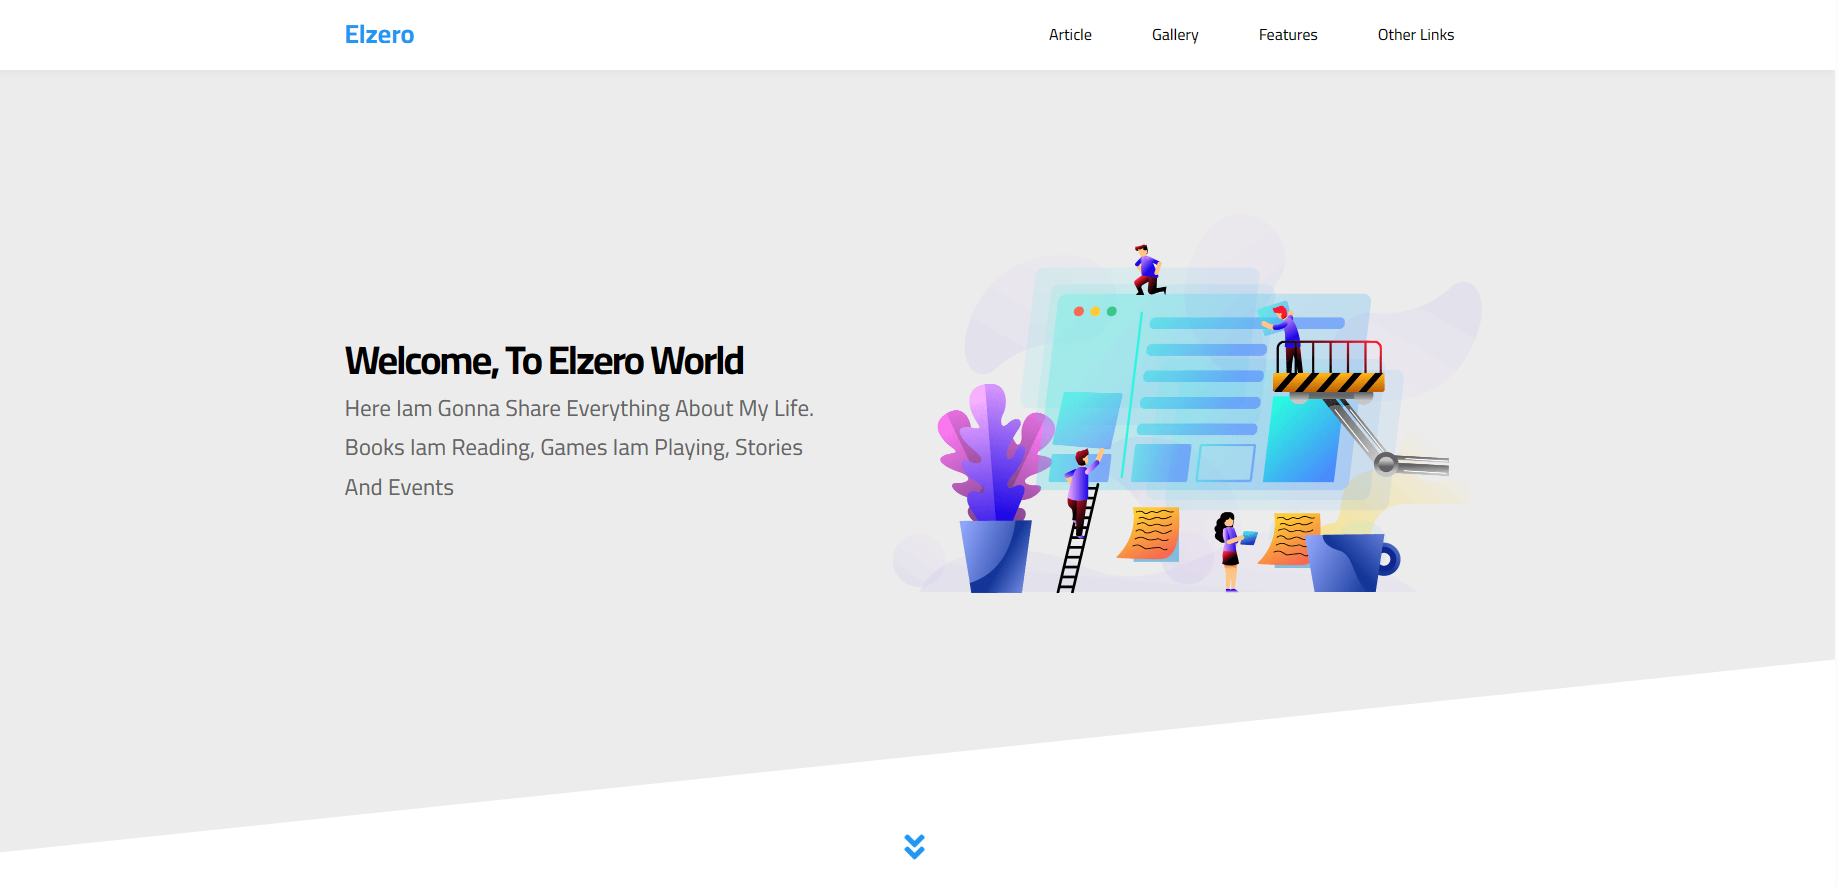 Elzero
Article
Gallery
Features
Other Links
Welcome, To Elzero World
Here Iam Gonna Share Everything About My Life.
Books Iam Reading, Games Iam Playing, Stories
And Events